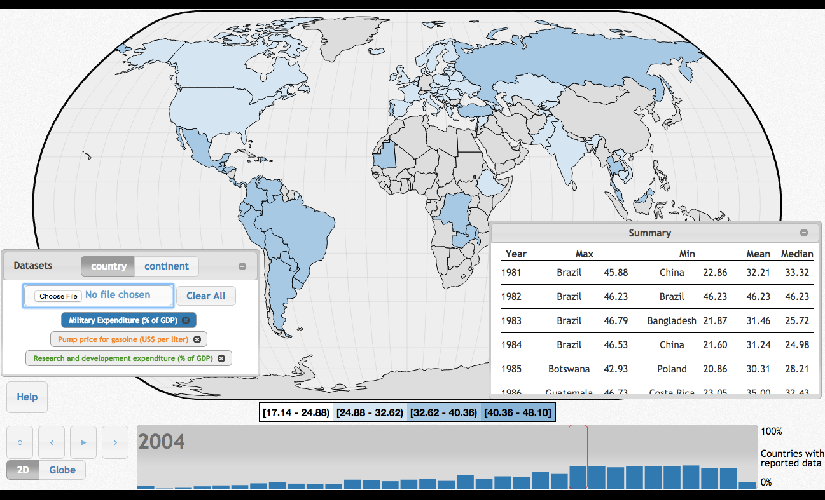 Summary
Year Max Min Mean Median
1981 Brazil 45.88 China 22.86 32.21 33.32
1982 Brazil 46.23 Brazil 46.23 46.23 46.23
1983 Brazil 46.79 Bangladesh 21.87 31.46 25.72
1984 Brazil 46.53 China 21.60 31.24 24.98
1985 Botswana 42.93 Poland 20.86 30.31 28.21
1986 Guatemala 46.73 Costa Rica 23.05 35.00 32.43
Datasets country continent
Choose File No file chosen Clear All
Military Expenditure (% of GDP)
Pump price for gasoline (US$ per liter)
Research and developement expenditure (% of GDP)
Help
[17.14 - 24.88) [24.88 - 32.62) [32.62 - 40.36) [40.36 - 48.10]
2004
2D Globe
100%
Countries with
reported data
0%